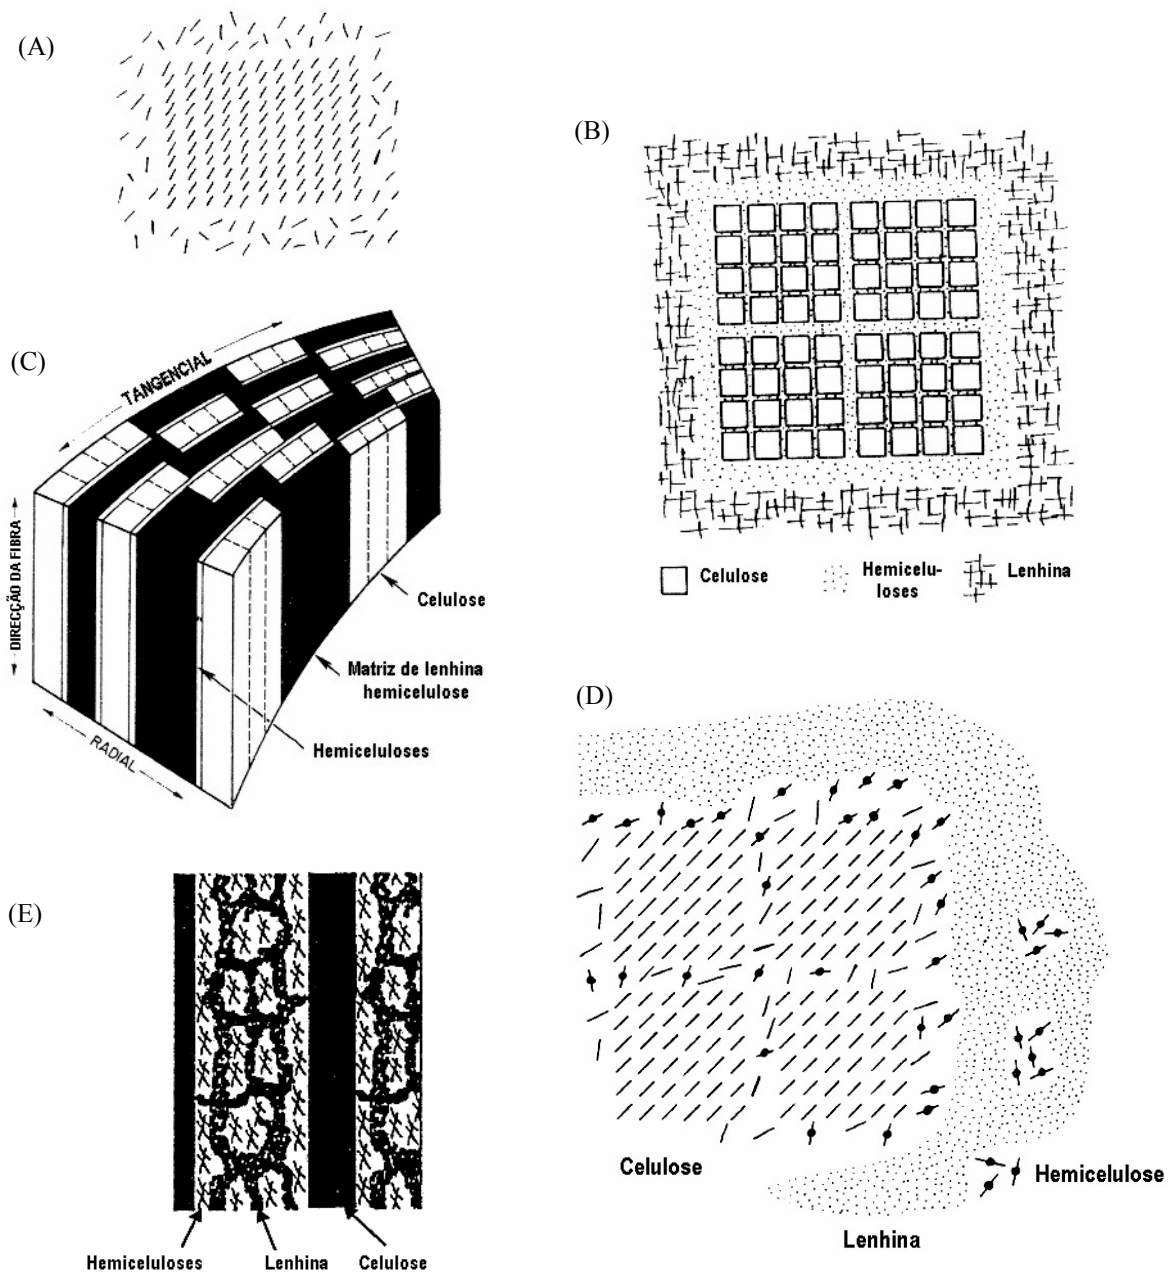 (A)
(B)
Celulose
Hemicelu-
loses
Lenhina
(C)
TANGENCIAL
DIRECÇÃO DA FIBRA
RADIAL
Celulose
Matriz de lenhina
hemicelulose
Hemiceluloses
(D)
Celulose
Hemicelulose
Lenhina
(E)
Hemiceluloses
Lenhina
Celulose